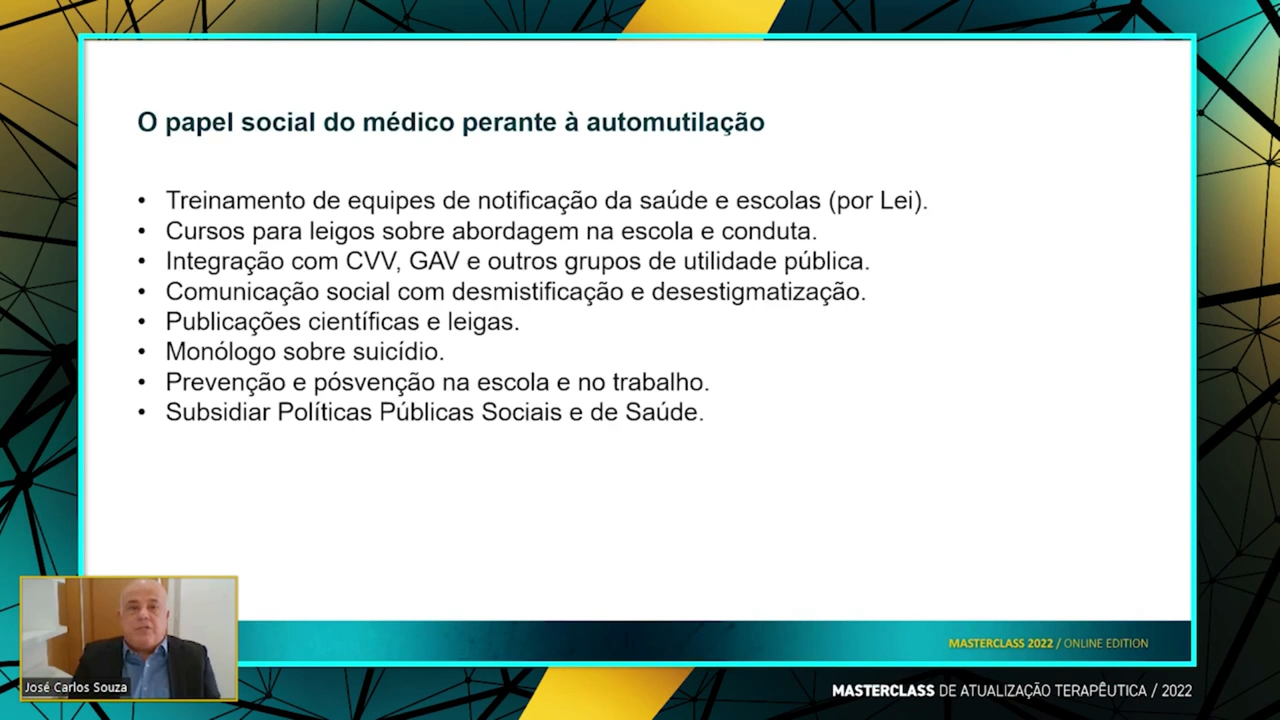 O papel social do médico perante à automutilação
• Treinamento de equipes de notificação da saúde e escolas (por Lei).
• Cursos para leigos sobre abordagem na escola e conduta.
• Integração com CVV, GAV e outros grupos de utilidade pública.
• Comunicação social com desmistificação e desestigmatização.
• Publicações científicas e leigas.
• Monólogo sobre suicídio.
• Prevenção e pósvenção na escola e no trabalho.
• Subsidiar Políticas Públicas Sociais e de Saúde.
MASTERCLASS 2022 / ONLINE EDITION
José Carlos Souza
MASTERCLASS DE ATUALIZAÇÃO TERAPÊUTICA / 2022